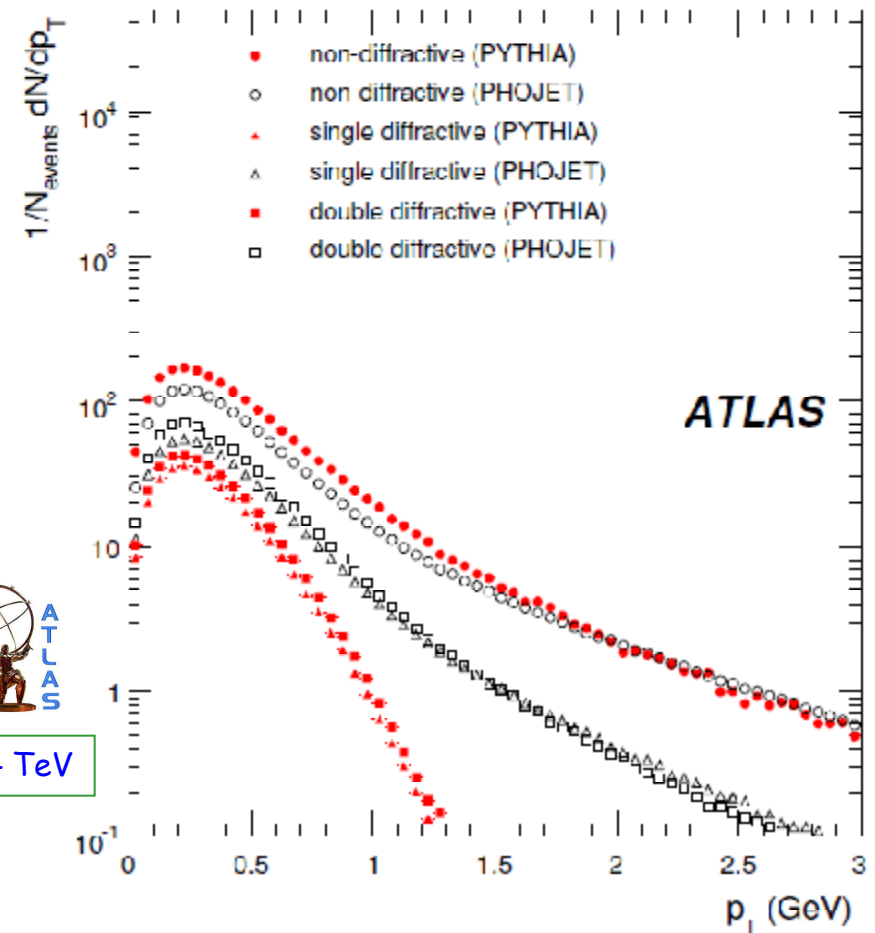 1/N_events dN/dp_T
non-diffractive (PYTHIA)
non diffractive (PHOJET)
single diffractive (PYTHIA)
single diffractive (PHOJET)
double diffractive (PYTHIA)
double diffractive (PHOJET)
10^4
10^3
10^2
10
1
10^-1
ATLAS
ATLAS
TeV
0 0.5 1 1.5 2 2.5 3
p_T (GeV)